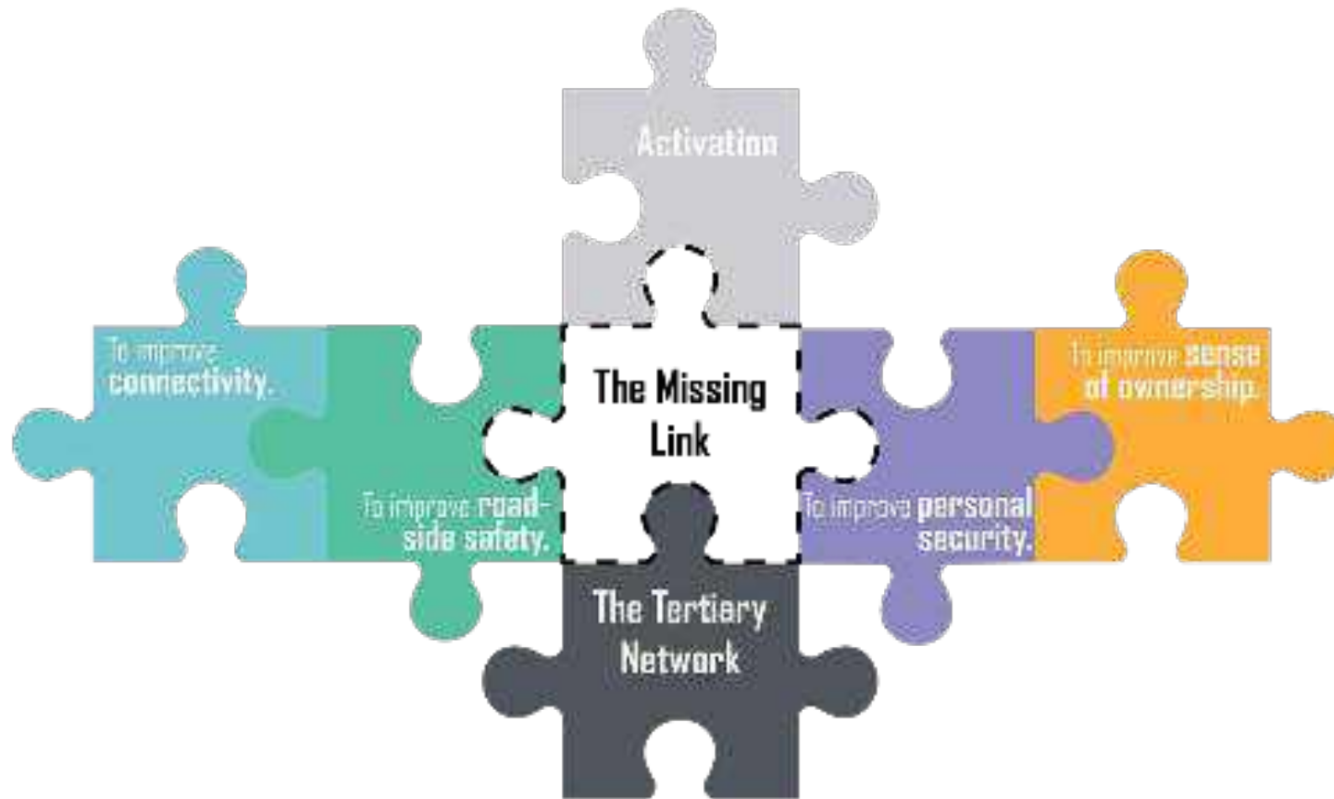 Activation
To improve
connectivity.
To improve road-
side safety.
The Missing
Link
To improve personal
security.
To improve sense
of ownership.
The Tertiary
Network